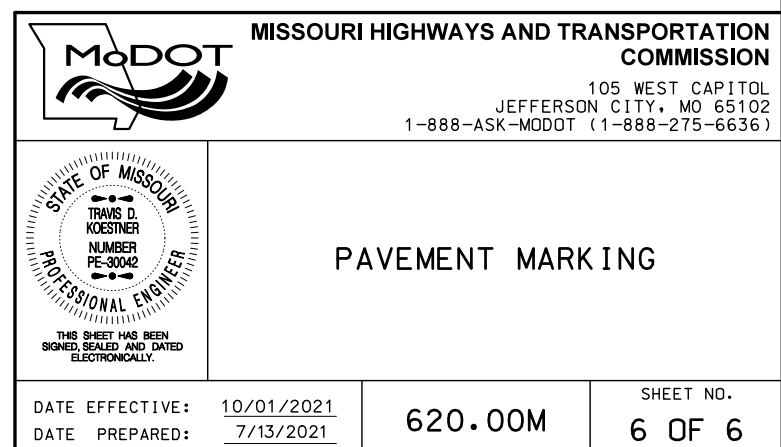 MoDOT
MISSOURI HIGHWAYS AND TRANSPORTATION
COMMISSION
105 WEST CAPITOL
JEFFERSON CITY, MO 65102
1-888-ASK-MODOT (1-888-275-6636)
STATE OF MISSOURI
TRAVIS D.
KOESTNER
NUMBER
PE-30042
PROFESSIONAL ENGINEER
THIS SHEET HAS BEEN
SIGNED, SEALED AND DATED
ELECTRONICALLY.
PAVEMENT MARKING
DATE EFFECTIVE: 10/01/2021
DATE PREPARED: 7/13/2021
620.00M
SHEET NO.
6 OF 6